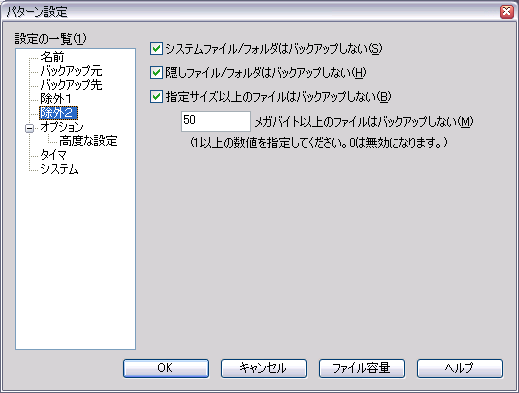 パターン設定
設定の一覧(1)
名前
バックアップ元
バックアップ先
除外1
除外2
オプション
高度な設定
タイマ
システム
システムファイル/フォルダはバックアップしない(S)
隠しファイル/フォルダはバックアップしない(H)
指定サイズ以上のファイルはバックアップしない(B)
50 メガバイト以上のファイルはバックアップしない(M)
(1以上の数値を指定してください。0は無効になります。)
OK キャンセル ファイル容量 ヘルプ